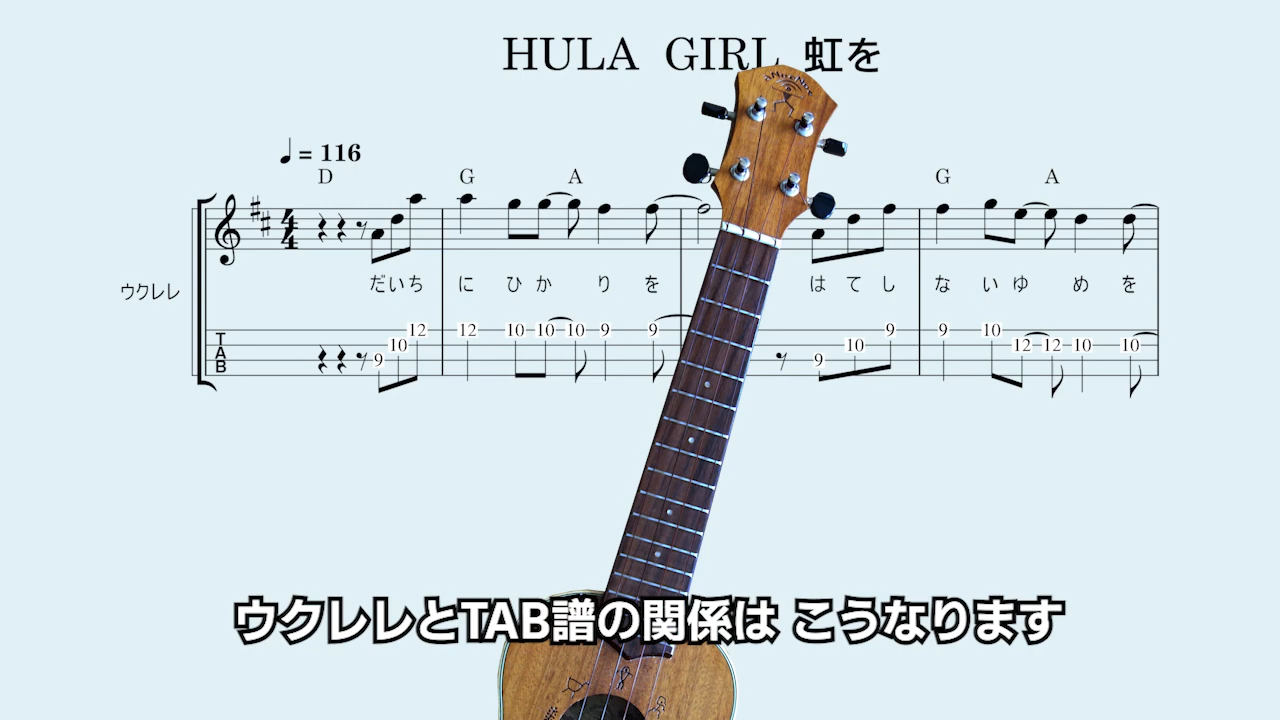 HULA GIRL 虹を
♩ = 116
D G A G A
ウクレレ
だいち に ひ か り を は て し な い ゆ め を
T
A
B
12 12 10 10 10 9 9 9 9 10
10 10 12 12 10 10
9 9
ウクレレとTAB譜の関係は こうなります